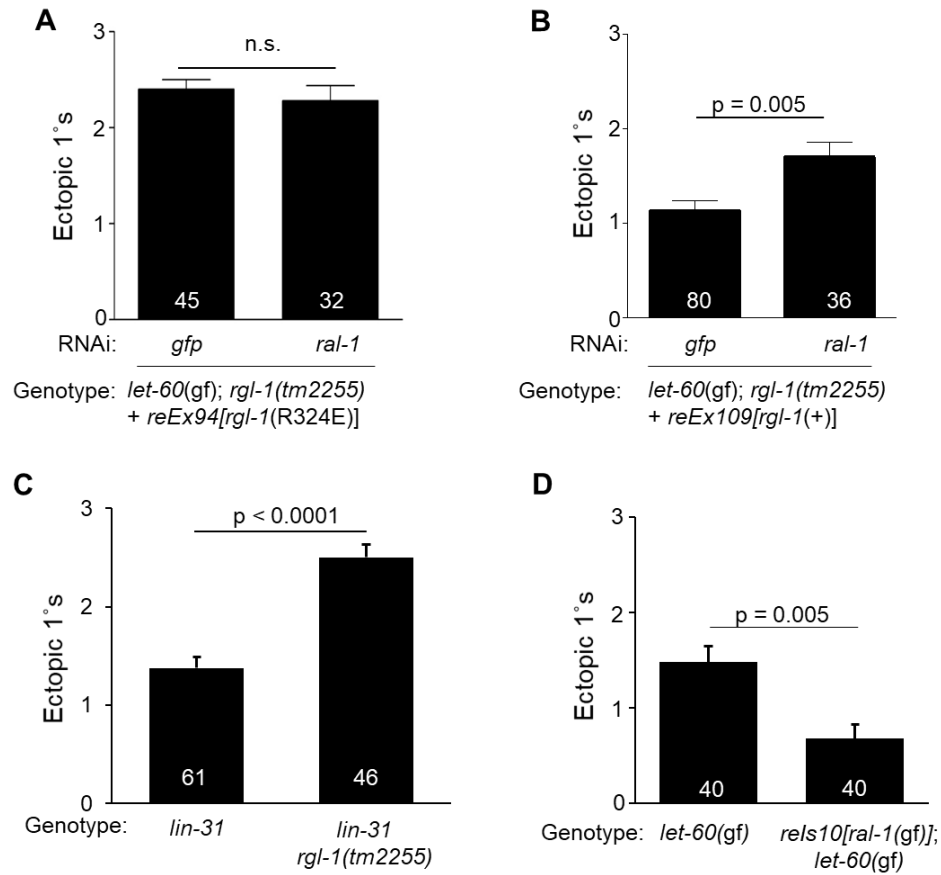 A
3
2
1
0
Ectopic 1˚s
n.s.
45
32
RNAi: gfp ral-1
Genotype: let-60(gf); rgl-1(tm2255)
+ reEx94[rgl-1(R324E)]
B
3
2
1
0
Ectopic 1˚s
p = 0.005
80
36
RNAi: gfp ral-1
Genotype: let-60(gf); rgl-1(tm2255)
+ reEx109[rgl-1(+)]
C
3
2
1
0
Ectopic 1˚s
p < 0.0001
61
46
Genotype: lin-31 lin-31
rgl-1(tm2255)
D
3
2
1
0
Ectopic 1˚s
p = 0.005
40
40
Genotype: let-60(gf) reIs10[ral-1(gf)];
let-60(gf)